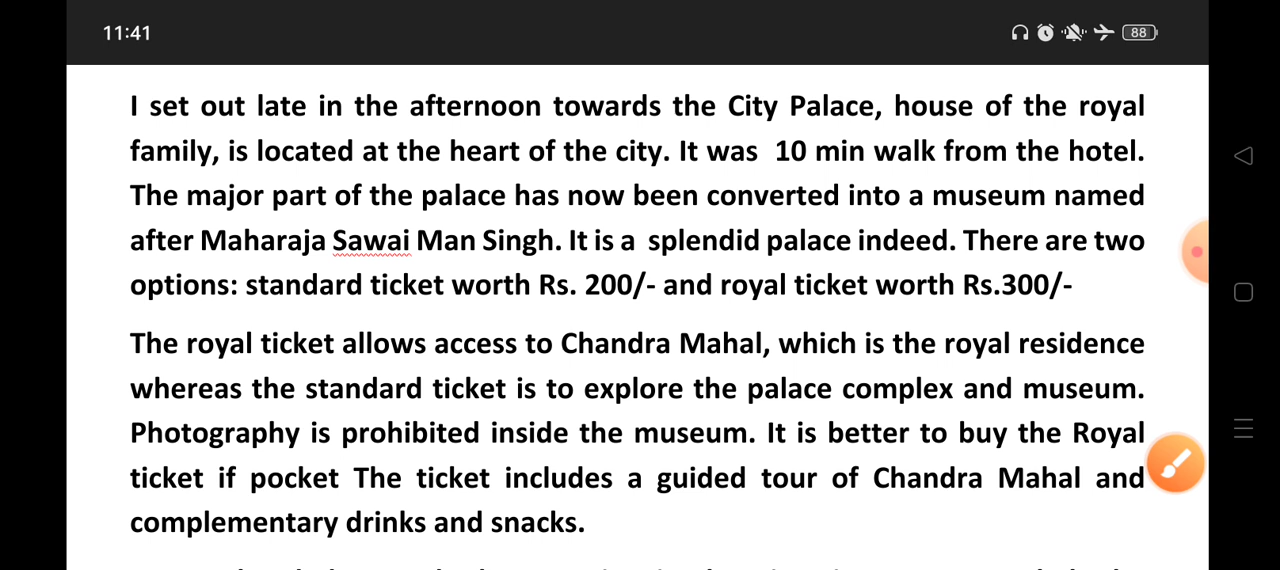 11:41
88
I set out late in the afternoon towards the City Palace, house of the royal
family, is located at the heart of the city. It was  10 min walk from the hotel.
The major part of the palace has now been converted into a museum named
after Maharaja Sawai Man Singh. It is a  splendid palace indeed. There are two
options: standard ticket worth Rs. 200/- and royal ticket worth Rs.300/-
The royal ticket allows access to Chandra Mahal, which is the royal residence
whereas the standard ticket is to explore the palace complex and museum.
Photography is prohibited inside the museum. It is better to buy the Royal
ticket if pocket The ticket includes a guided tour of Chandra Mahal and
complementary drinks and snacks.